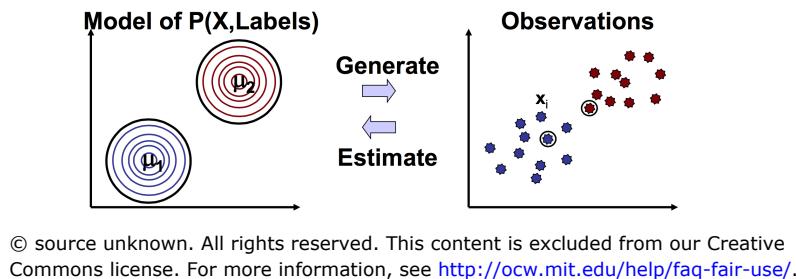 Model of P(X,Labels)
Observations
μ2
Generate
xi
Estimate
μ1
© source unknown. All rights reserved. This content is excluded from our Creative
Commons license. For more information, see http://ocw.mit.edu/help/faq-fair-use/.